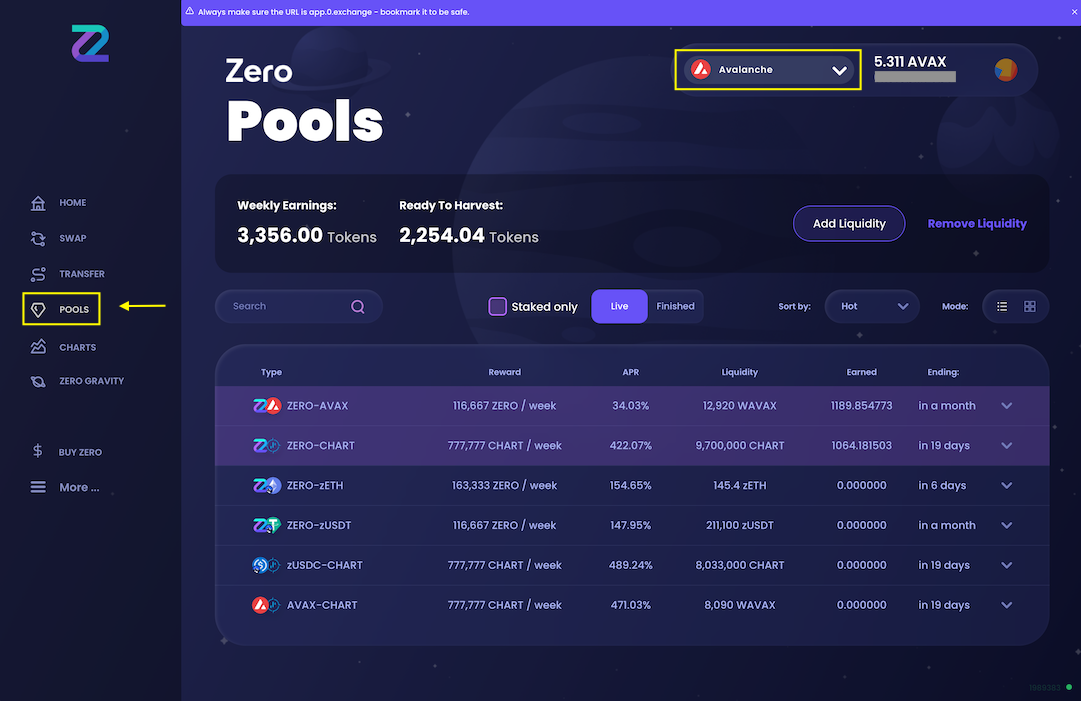 Always make sure the URL is app.0.exchange - bookmark it to be safe.
Zero
Pools
Avalanche
5.311 AVAX
HOME
SWAP
TRANSFER
POOLS
CHARTS
ZERO GRAVITY
BUY ZERO
More ...
Weekly Earnings: Ready To Harvest:
3,356.00 Tokens 2,254.04 Tokens
Add Liquidity Remove Liquidity
Search Staked only Live Finished Sort by: Hot Mode:
Type Reward APR Liquidity Earned Ending:
ZERO-AVAX 116,667 ZERO / week 34.03% 12,920 WAVAX 1189.854773 in a month
ZERO-CHART 777,777 CHART / week 422.07% 9,700,000 CHART 1064.181503 in 19 days
ZERO-zETH 163,333 ZERO / week 154.65% 145.4 zETH 0.000000 in 6 days
ZERO-zUSDT 116,667 ZERO / week 147.95% 211,100 zUSDT 0.000000 in a month
zUSDC-CHART 777,777 CHART / week 489.24% 8,033,000 CHART 0.000000 in 19 days
AVAX-CHART 777,777 CHART / week 471.03% 8,090 WAVAX 0.000000 in 19 days